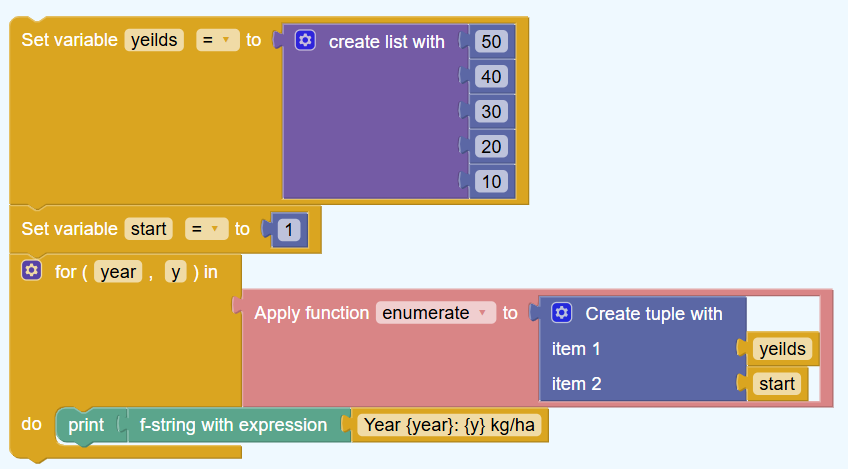 Set variable yeilds = to create list with 50
40
30
20
10
Set variable start = to 1
for ( year , y ) in
Apply function enumerate to Create tuple with
item 1 yeilds
item 2 start
do print f-string with expression Year {year}: {y} kg/ha